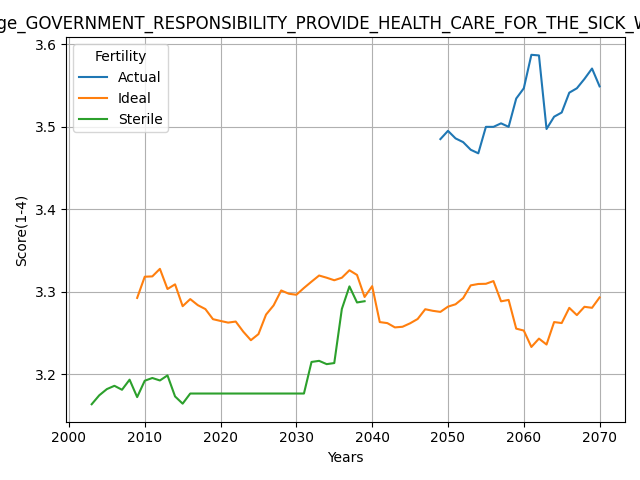 ge_GOVERNMENT_RESPONSIBILITY_PROVIDE_HEALTH_CARE_FOR_THE_SICK_W
Fertility
Actual
Ideal
Sterile
Score(1-4)
3.6
3.5
3.4
3.3
3.2
2000 2010 2020 2030 2040 2050 2060 2070
Years